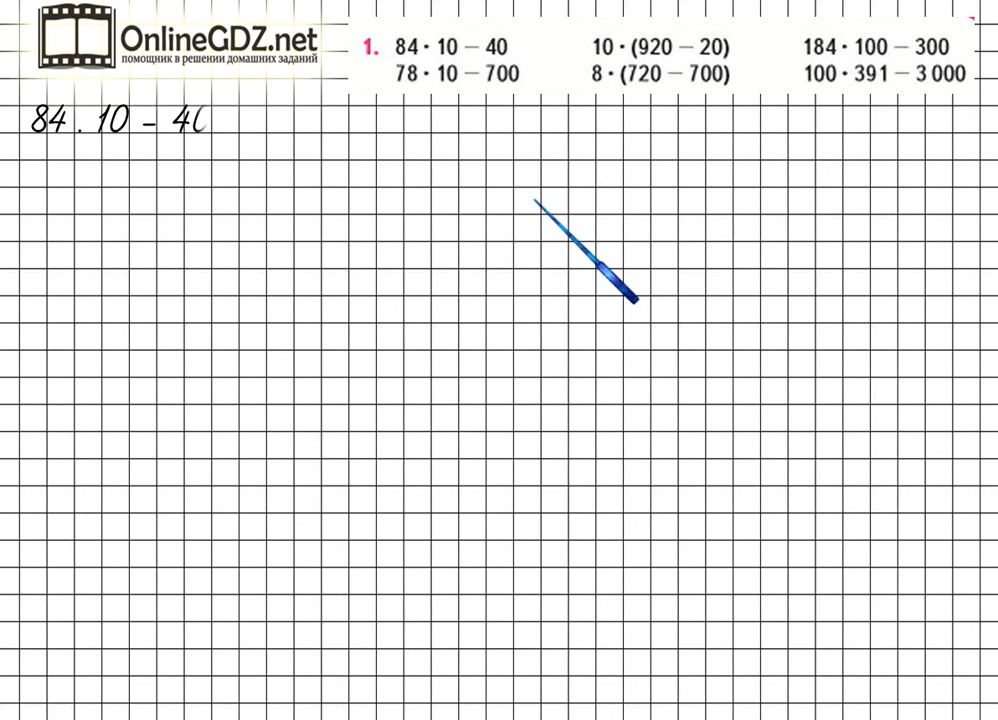 OnlineGDZ.net
помощник в решении домашних заданий
1. 84 · 10 − 40 10 · (920 − 20) 184 · 100 − 300
78 · 10 − 700 8 · (720 − 700) 100 · 391 − 3 000
84 . 10 − 40